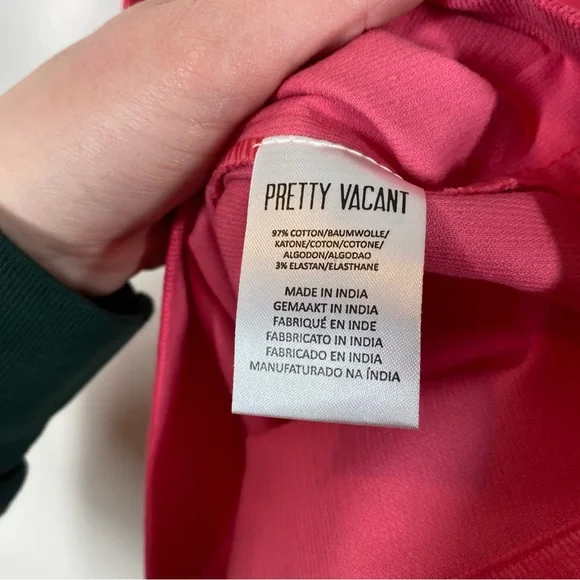 PRETTY VACANT
97% COTTON/BAUMWOLLE/
KATONE/COTON/COTONE/
ALGODON/ALGODAO
3% ELASTAN/ELASTHANE
MADE IN INDIA
GEMAAKT IN INDIA
FABRIQUÉ EN INDE
FABBRICATO IN INDIA
FABRICADO EN INDIA
MANUFATURADO NA ÍNDIA